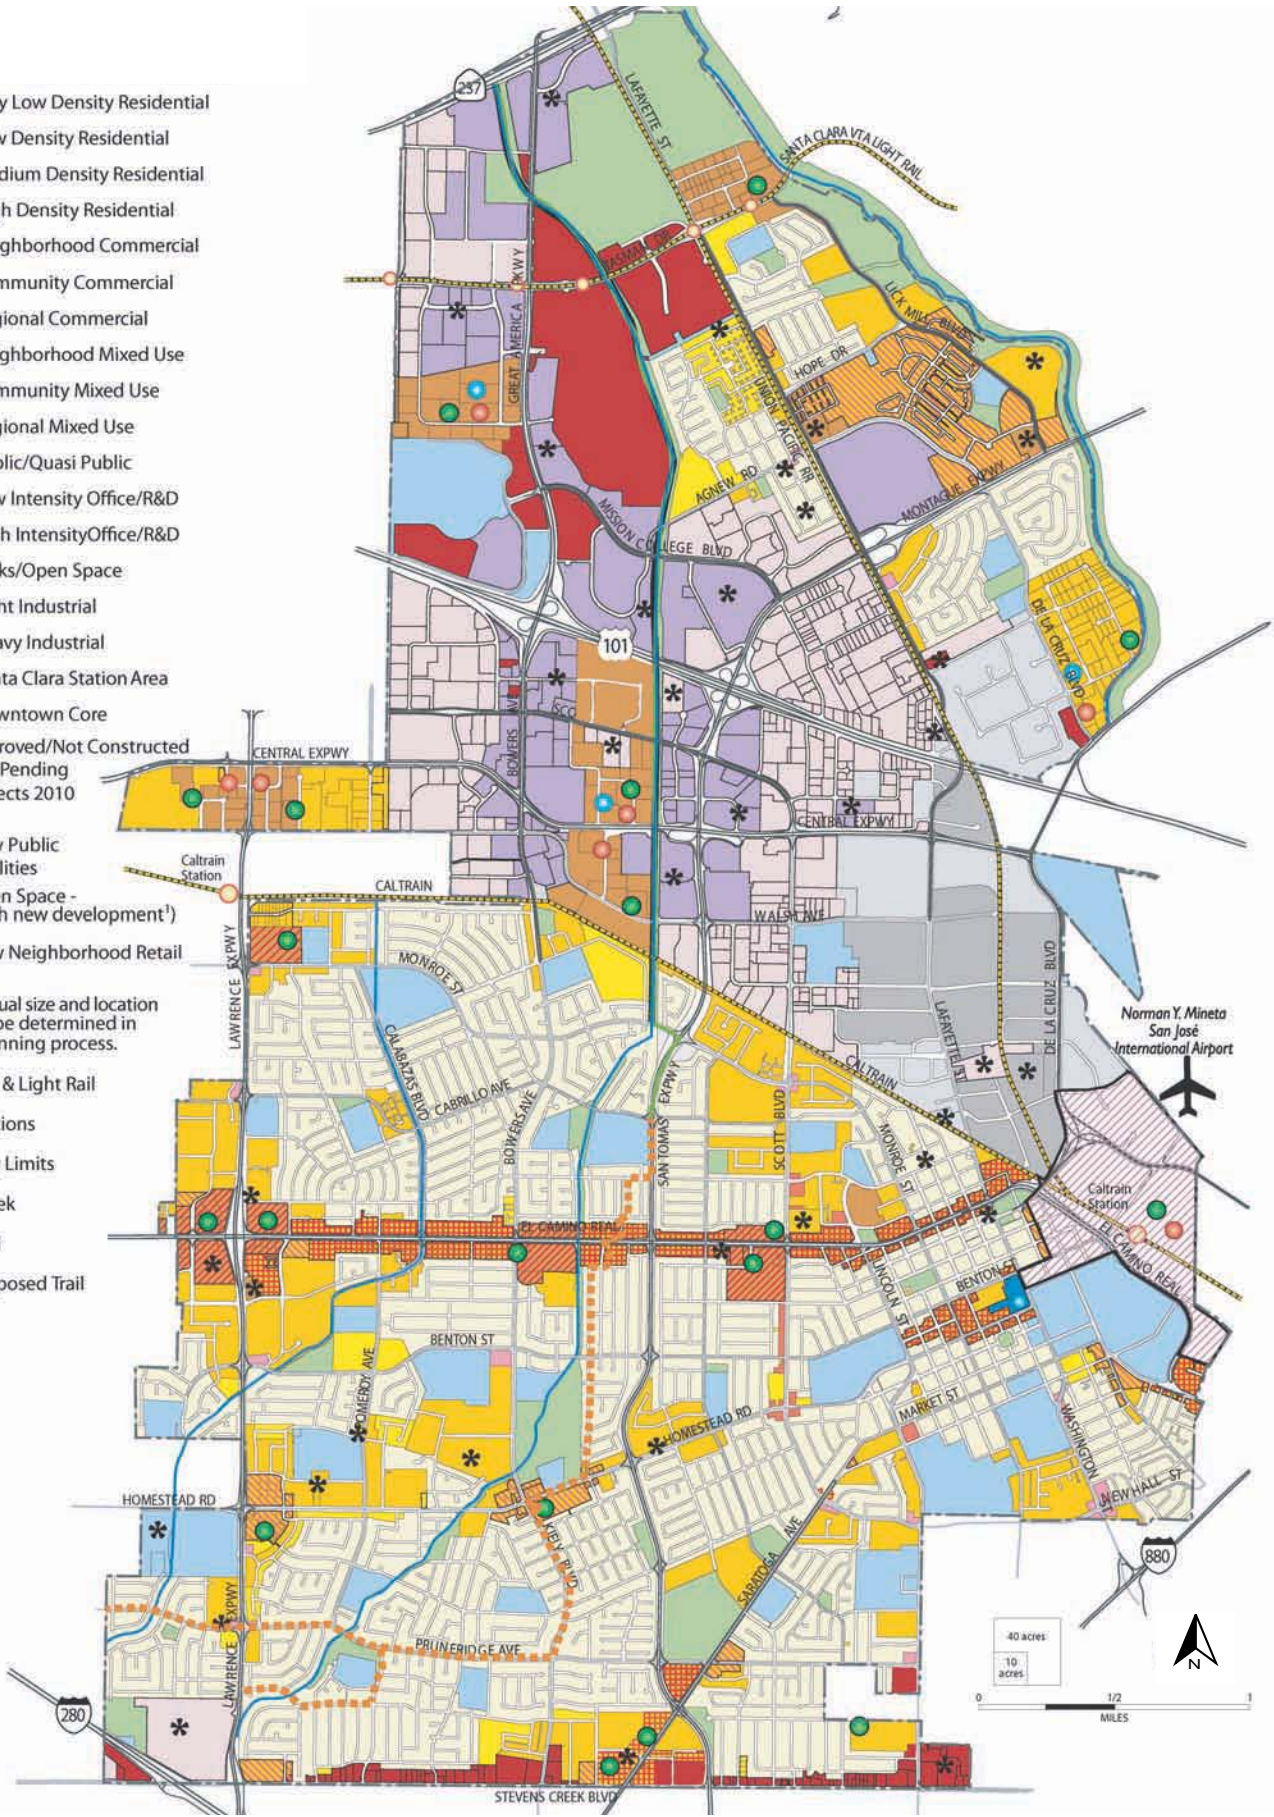 y Low Density Residential
w Density Residential
dium Density Residential
h Density Residential
ghborhood Commercial
mmunity Commercial
gional Commercial
ghborhood Mixed Use
mmunity Mixed Use
gional Mixed Use
blic/Quasi Public
w Intensity Office/R&D
h IntensityOffice/R&D
ks/Open Space
ht Industrial
avy Industrial
nta Clara Station Area
wntown Core
roved/Not Constructed
Pending
ects 2010
v Public
lities
en Space -
h new development¹)
v Neighborhood Retail
ual size and location
be determined in
nning process.
& Light Rail
ions
Limits
ek
posed Trail
237
LAFAYETTE ST
SANTA CLARA VTA LIGHT RAIL
TASMAN DR
GREAT AMERICA PKWY
LICK MILL BLVD
HOPE DR
UNION PACIFIC RR
AGNEW RD
MONTAGUE EXPWY
MISSION COLLEGE BLVD
DE LA CRUZ BLVD
101
BOWERS AVE
CENTRAL EXPWY
CENTRAL EXPWY
Caltrain
Station
CALTRAIN
WALSH AVE
LAWRENCE EXPWY
MONROE ST
DE LA CRUZ BLVD
LAFAYETTE ST
Norman Y. Mineta
San José
International Airport
CALABAZAS BLVD
CABRILLO AVE
BOWERS AVE
SAN TOMAS EXPWY
SCOTT BLVD
CALTRAIN
MONROE ST
Caltrain
Station
EL CAMINO REAL
EL CAMINO REAL
LINCOLN ST
BENTON ST
BENTON ST
POMEROY AVE
MARKET ST
HOMESTEAD RD
WASHINGTON ST
NEWHALL ST
HOMESTEAD RD
KIELY BLVD
SARATOGA AVE
880
LAWRENCE EXPWY
PRUNERIDGE AVE
40 acres
10
acres
N
0 1/2 1
MILES
280
STEVENS CREEK BLVD